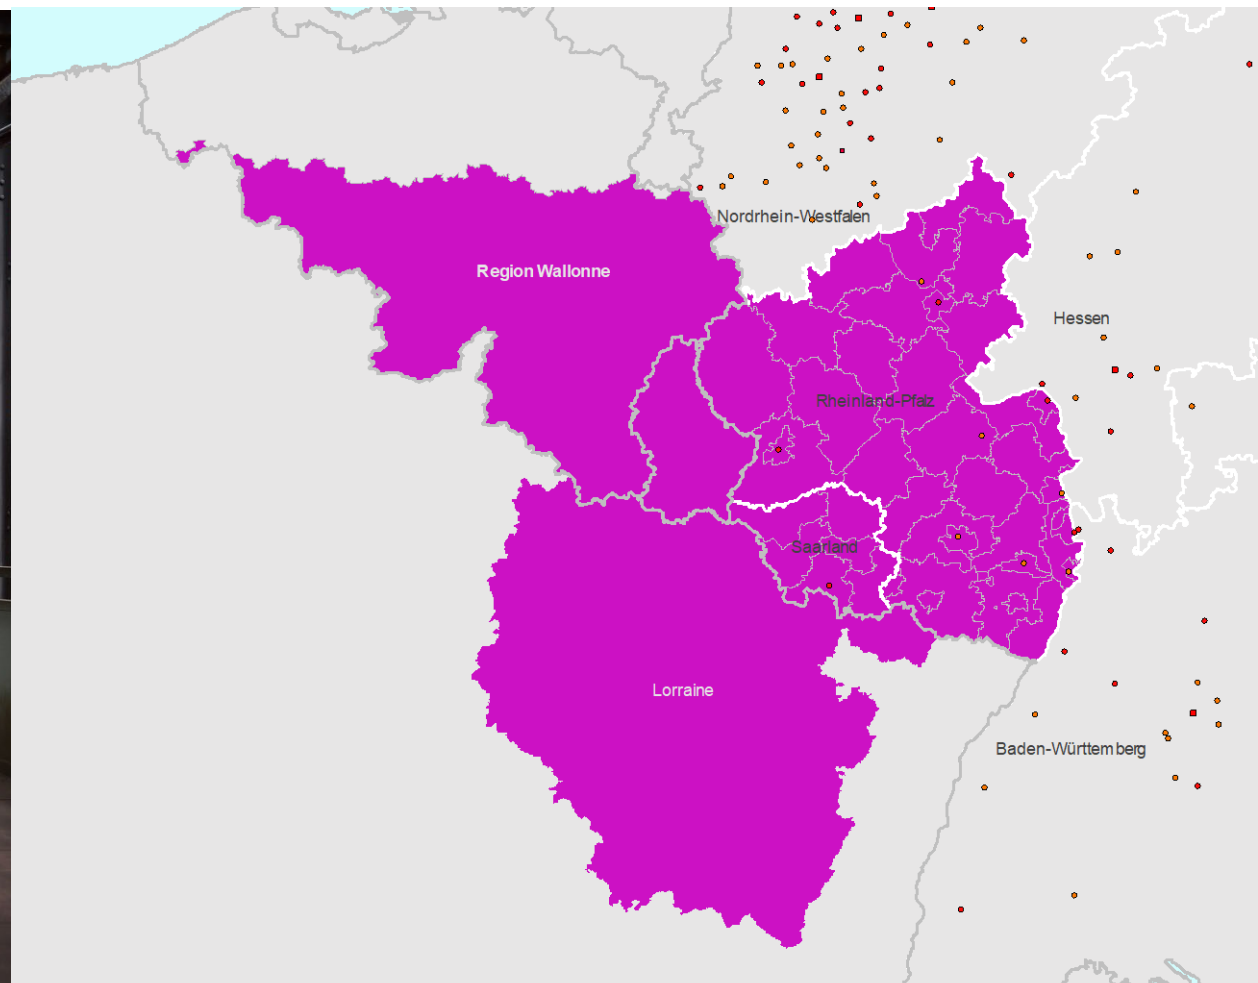 Nordrhein-Westfalen
Region Wallonne
Hessen
Rheinland-Pfalz
Saarland
Lorraine
Baden-Württemberg